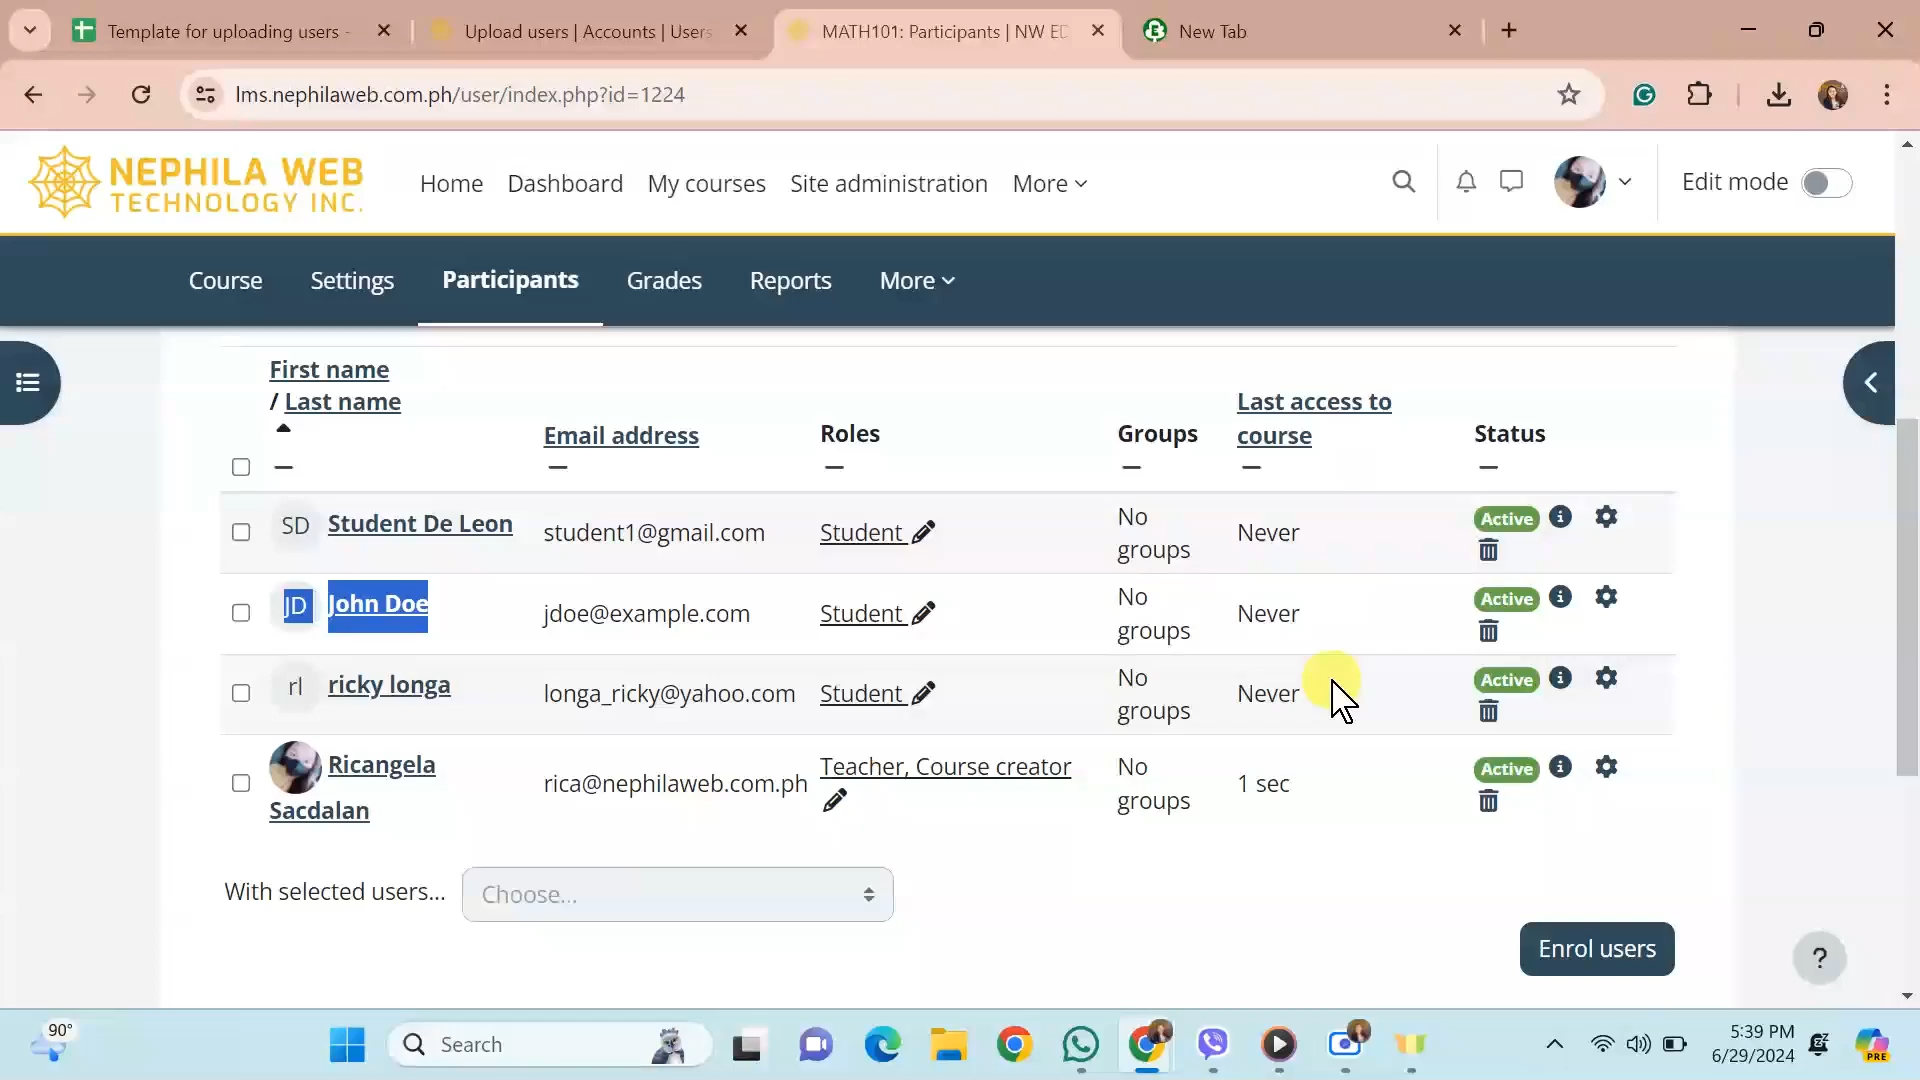 Template for uploading users -
Upload users | Accounts | Users
MATH101: Participants | NW ED
New Tab
lms.nephilaweb.com.ph/user/index.php?id=1224
NEPHILA WEB
TECHNOLOGY INC.
Home
Dashboard
My courses
Site administration
More
Edit mode
Course
Settings
Participants
Grades
Reports
More
First name
/ Last name
Email address
Roles
Groups
Last access to
course
Status
SD
Student De Leon
student1@gmail.com
Student
No
groups
Never
Active
JD
John Doe
jdoe@example.com
Student
No
groups
Never
Active
rl
ricky longa
longa_ricky@yahoo.com
Student
No
groups
Never
Active
Ricangela
Sacdalan
rica@nephilaweb.com.ph
Teacher, Course creator
No
groups
1 sec
Active
With selected users...
Choose...
Enrol users
?
90°
Search
5:39 PM
6/29/2024
PRE